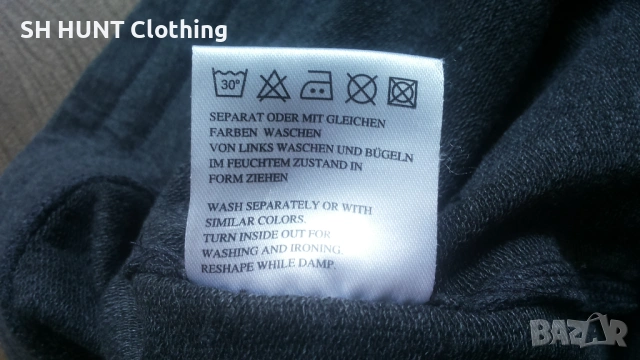 SH HUNT Clothing
30°
SEPARAT ODER MIT GLEICHEN
FARBEN WASCHEN
VON LINKS WASCHEN UND BÜGELN
IM FEUCHTEM ZUSTAND IN
FORM ZIEHEN
WASH SEPARATELY OR WITH
SIMILAR COLORS.
TURN INSIDE OUT FOR
WASHING AND IRONING.
RESHAPE WHILE DAMP.
BAZAR